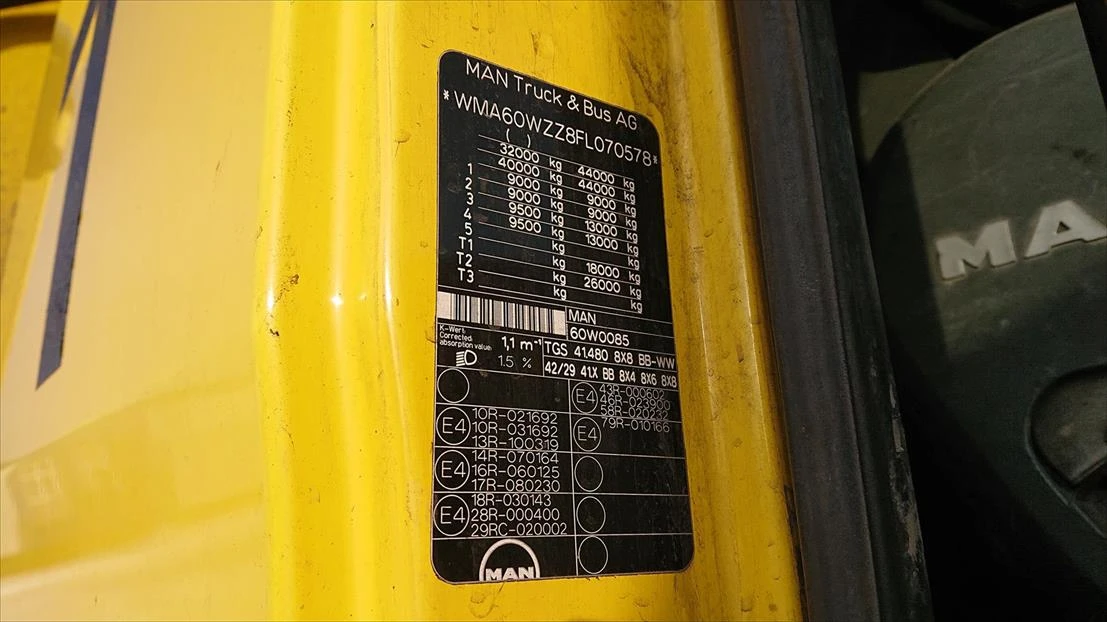 MAN Truck & Bus AG
*WMA60WZZ8FL070578*
( )
32000 kg 44000 kg
1 40000 kg 44000 kg
2 9000 kg 9000 kg
3 9000 kg 9000 kg
4 9500 kg 13000 kg
5 9500 kg 13000 kg
T1 kg kg
T2 kg 18000 kg
T3 kg 26000 kg
kg kg
MAN
60W0085
K-Wert:
Corrected
absorption value:
1,1 m⁻¹
1.5 %
TGS 41.480 8X8 BB-WW
42/29 41.X BB 8X4 8X6 8X8
E4
43R-000602
46R-023900
58R-020232
E4
10R-021692
10R-031692
13R-100319
E4
79R-010166
E4
14R-070164
16R-060125
17R-080230
E4
18R-030143
28R-000400
29RC-020002
MAN
MA